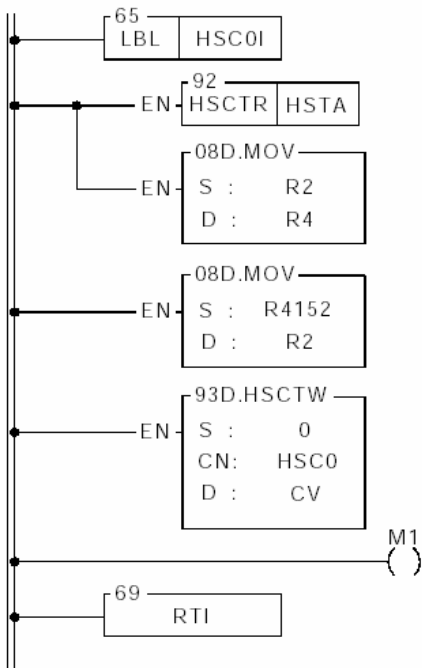 65
LBL HSC0I
92
EN HSCTR HSTA
08D.MOV
EN S : R2
D : R4
08D.MOV
EN S : R4152
D : R2
93D.HSCTW
EN S : 0
CN: HSC0
D : CV
M1
( )
69
RTI